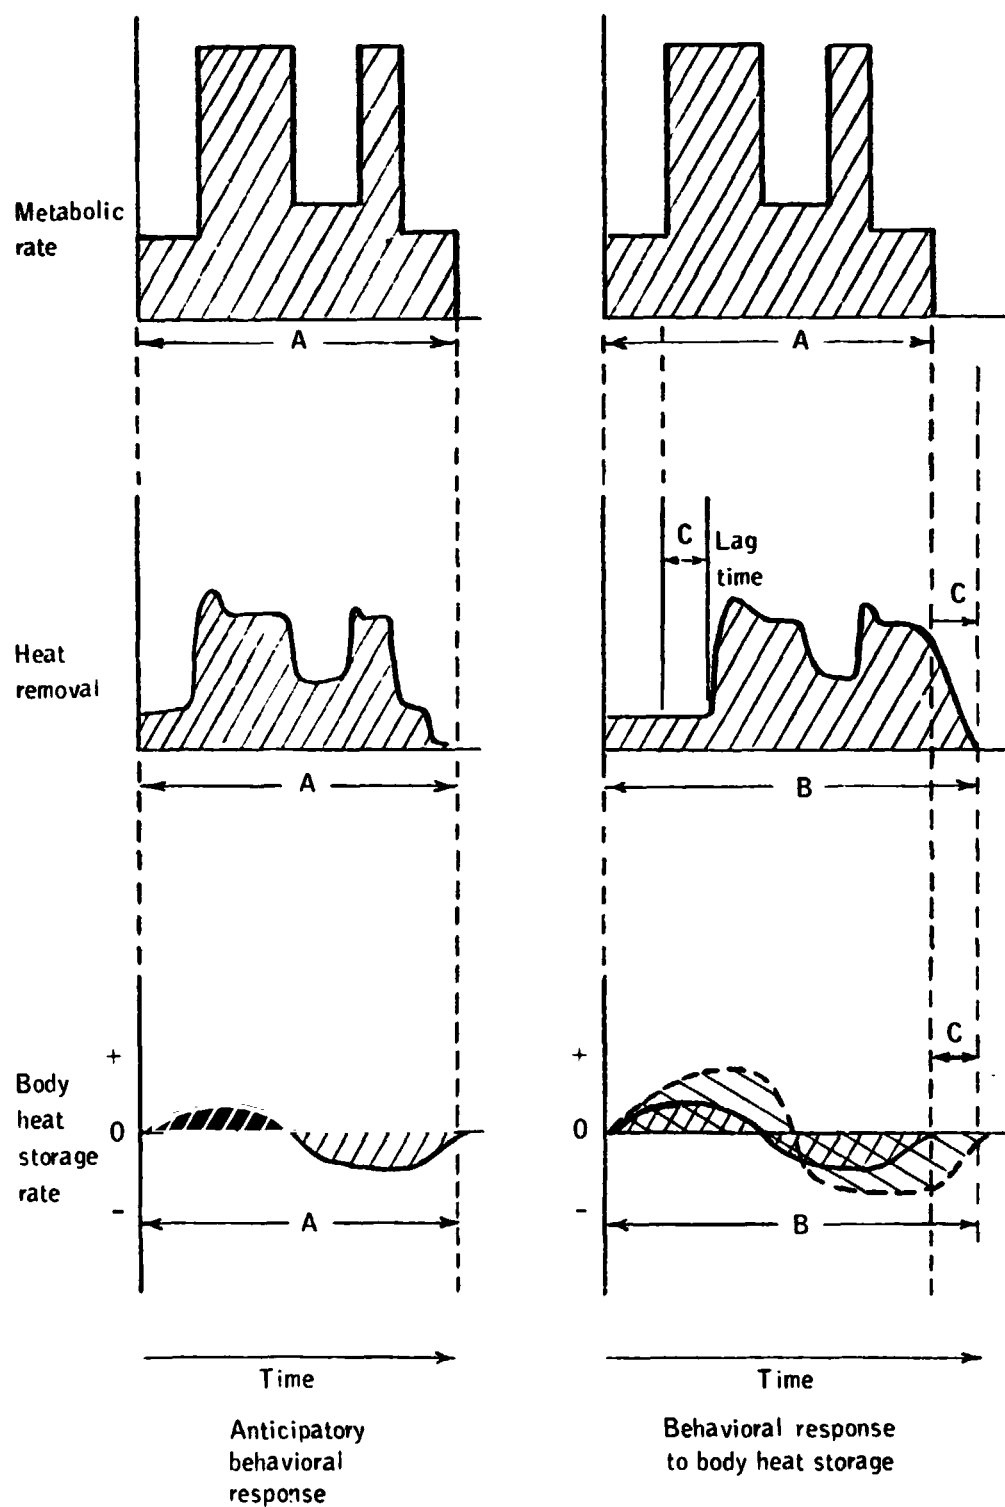 Metabolic
rate
A
A
C
Lag
time
C
Heat
removal
A
B
C
+
+
Body
heat
storage
rate
0
0
-
-
A
B
Time
Time
Anticipatory
behavioral
response
Behavioral response
to body heat storage